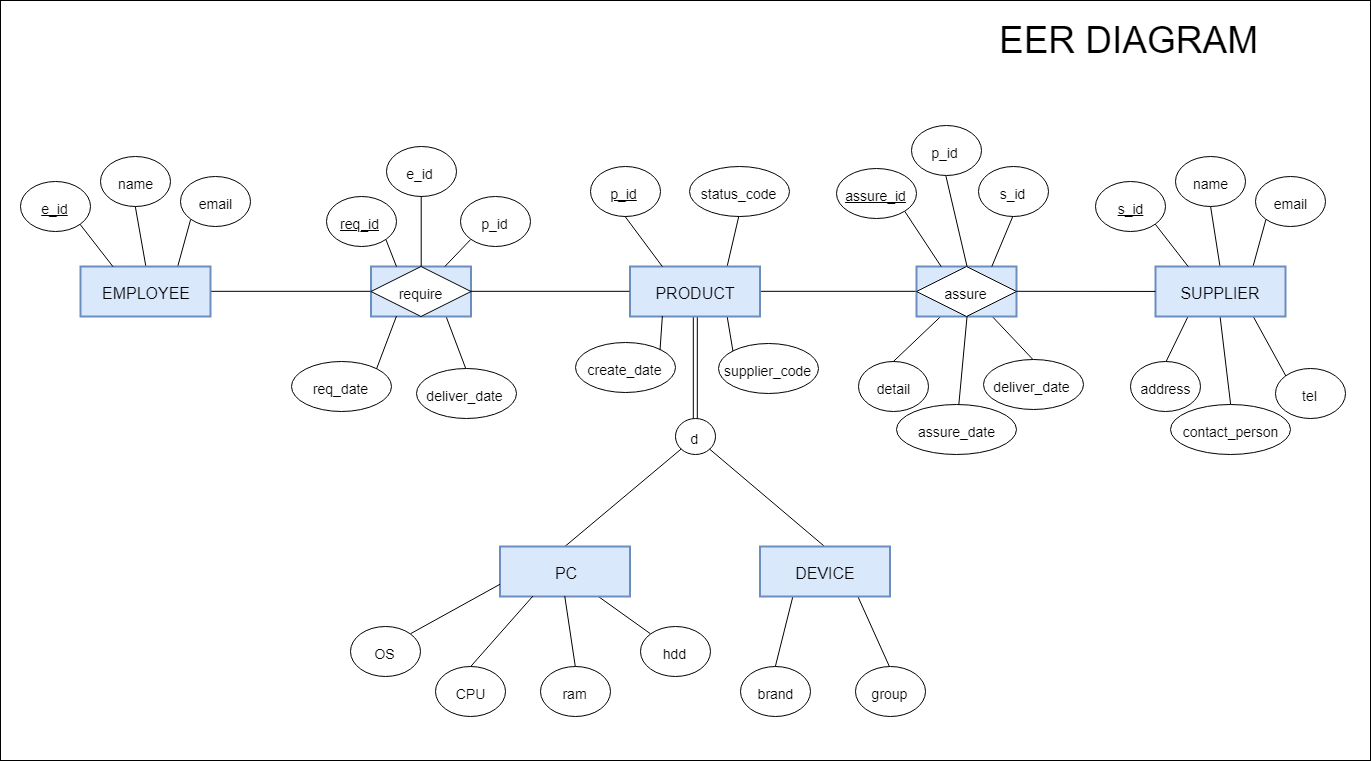 EER DIAGRAM
e_id
name
email
EMPLOYEE
req_id
e_id
p_id
require
req_date
deliver_date
p_id
status_code
PRODUCT
create_date
supplier_code
assure_id
p_id
s_id
assure
detail
assure_date
deliver_date
s_id
name
email
SUPPLIER
address
contact_person
tel
d
PC
OS
CPU
ram
hdd
DEVICE
brand
group